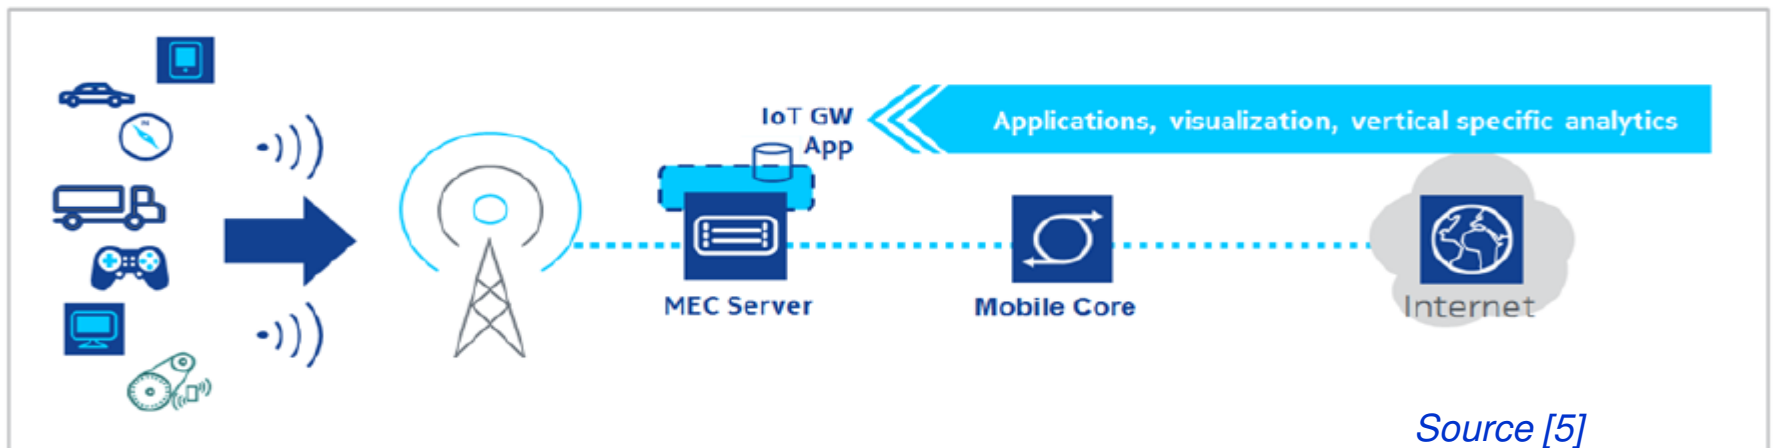 N
IoT GW
App
Applications, visualization, vertical specific analytics
MEC Server
Mobile Core
Internet
Source [5]